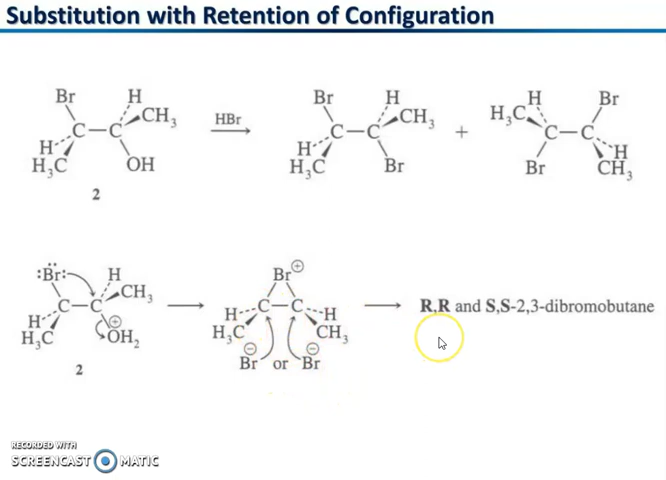 Substitution with Retention of Configuration
Br H
C–C CH₃
H
H₃C OH
2
HBr
Br H
C–C CH₃
H
H₃C Br
+
H Br
H₃C
C–C
H
Br CH₃
:Br: H
C–C CH₃
H ⊕
H₃C OH₂
2
Br⊕
H C–C H
H₃C CH₃
⊖ ⊖
Br or Br
R,R and S,S-2,3-dibromobutane
RECORDED WITH
SCREENCAST MATIC